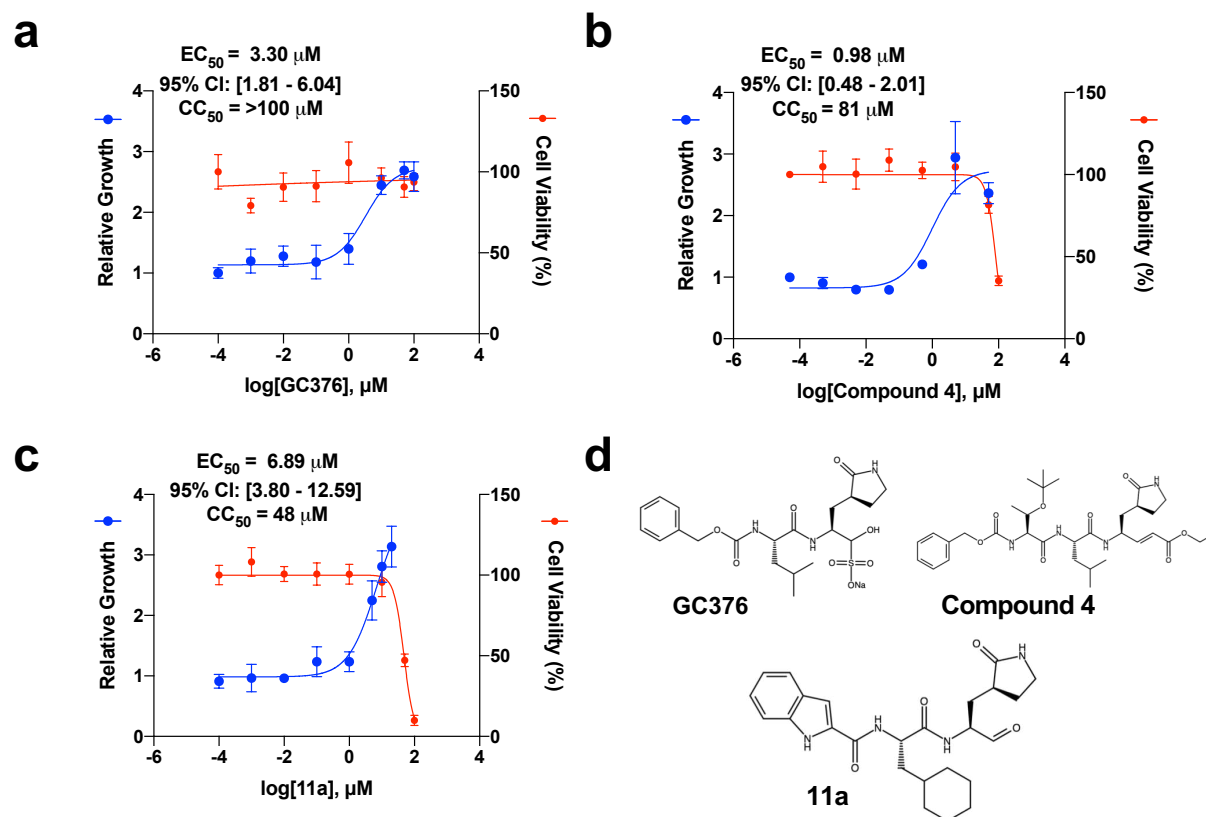 a
EC50 = 3.30 μM
95% CI: [1.81 - 6.04]
CC50 = >100 μM
Relative Growth
4
3
2
1
0
-6
-4
-2
0
2
4
150
100
50
0
Cell Viability
(%)
log[GC376], μM
b
EC50 = 0.98 μM
95% CI: [0.48 - 2.01]
CC50 = 81 μM
Relative Growth
4
3
2
1
0
-6
-4
-2
0
2
4
150
100
50
0
Cell Viability
(%)
log[Compound 4], μM
c
EC50 = 6.89 μM
95% CI: [3.80 - 12.59]
CC50 = 48 μM
Relative Growth
4
3
2
1
0
-6
-4
-2
0
2
4
150
100
50
0
Cell Viability
(%)
log[11a], μM
d
O
H
N
O
O
H
N
O
N
H
OH
O
S
O
ONa
GC376
O
O
H
N
O
O
N
H
O
H
N
O
H
N
O
O
Compound 4
N
H
O
H
N
O
N
H
O
O
H
N
11a